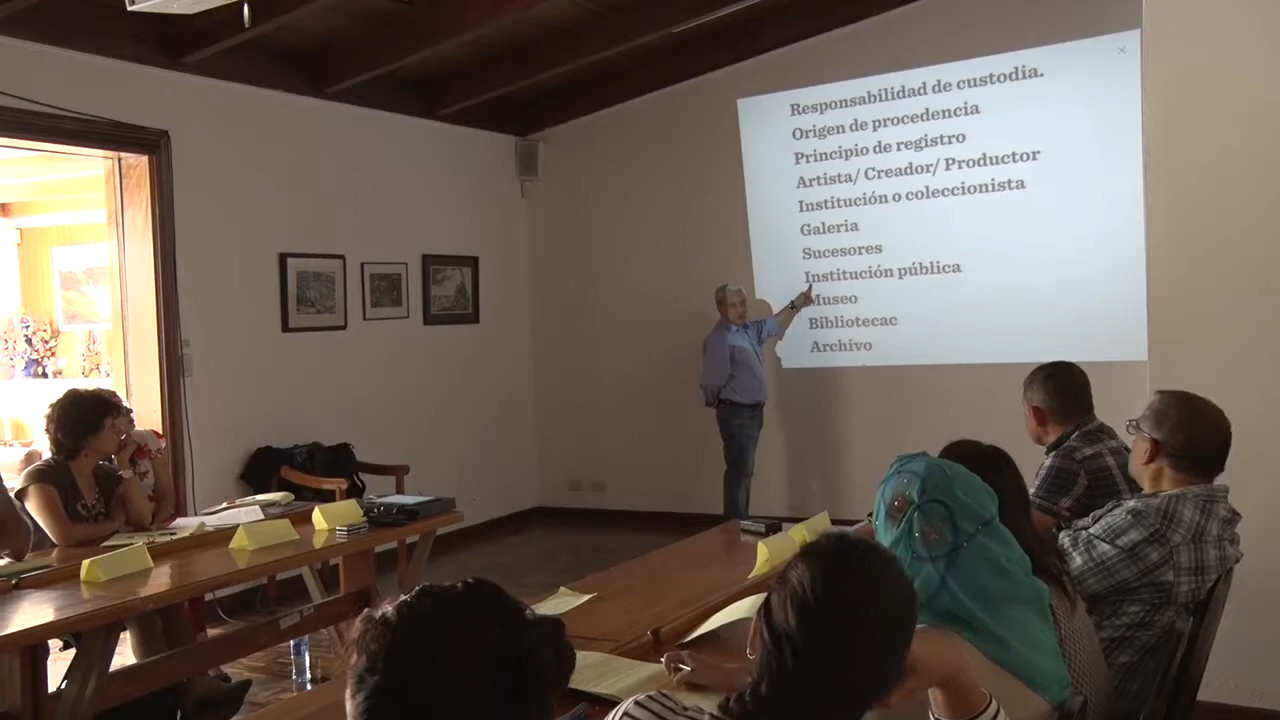 Responsabilidad de custodia.
Origen de procedencia
Principio de registro
Artista/ Creador/ Productor
Institución o coleccionista
Galeria
Sucesores
Institución pública
Museo
Bibliotecac
Archivo